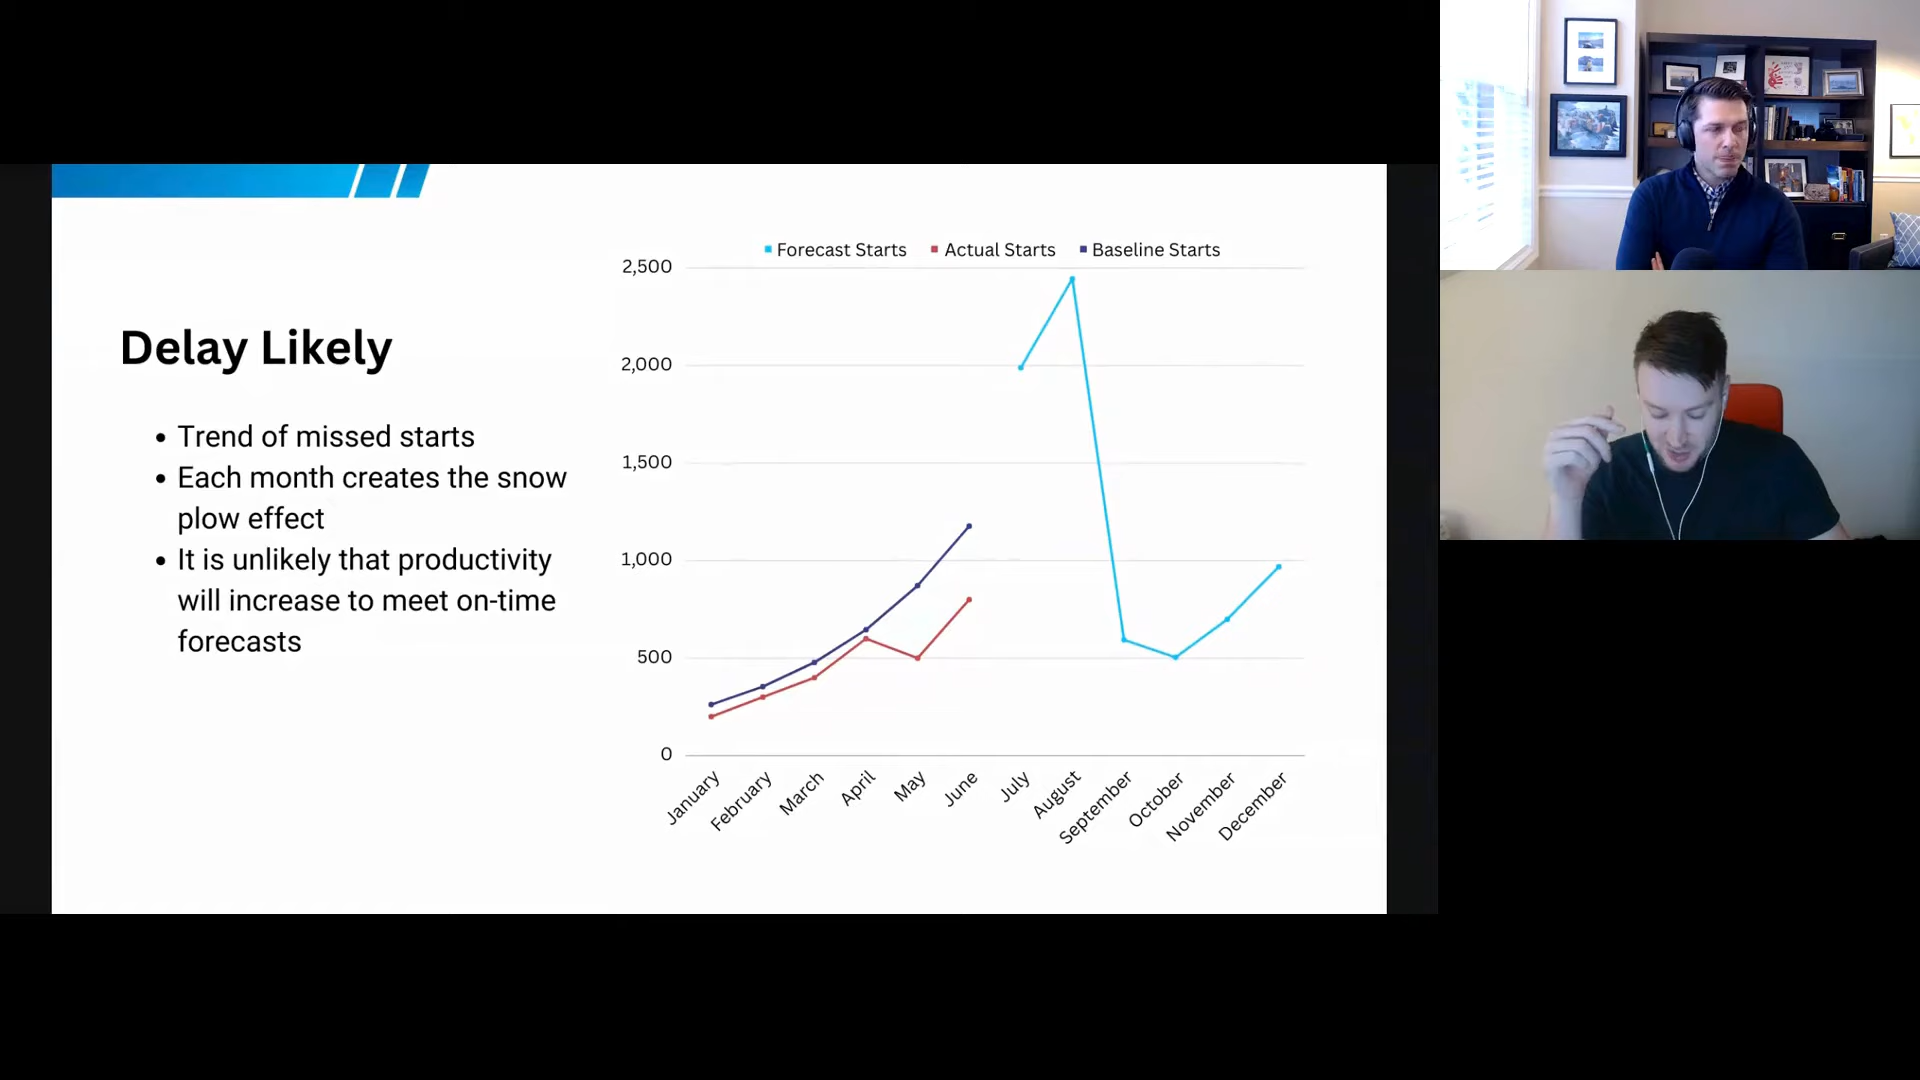 Delay Likely
• Trend of missed starts
• Each month creates the snow
plow effect
• It is unlikely that productivity
will increase to meet on-time
forecasts
Forecast Starts Actual Starts Baseline Starts
2,500
2,000
1,500
1,000
500
0
January February March April May June July August September October November December